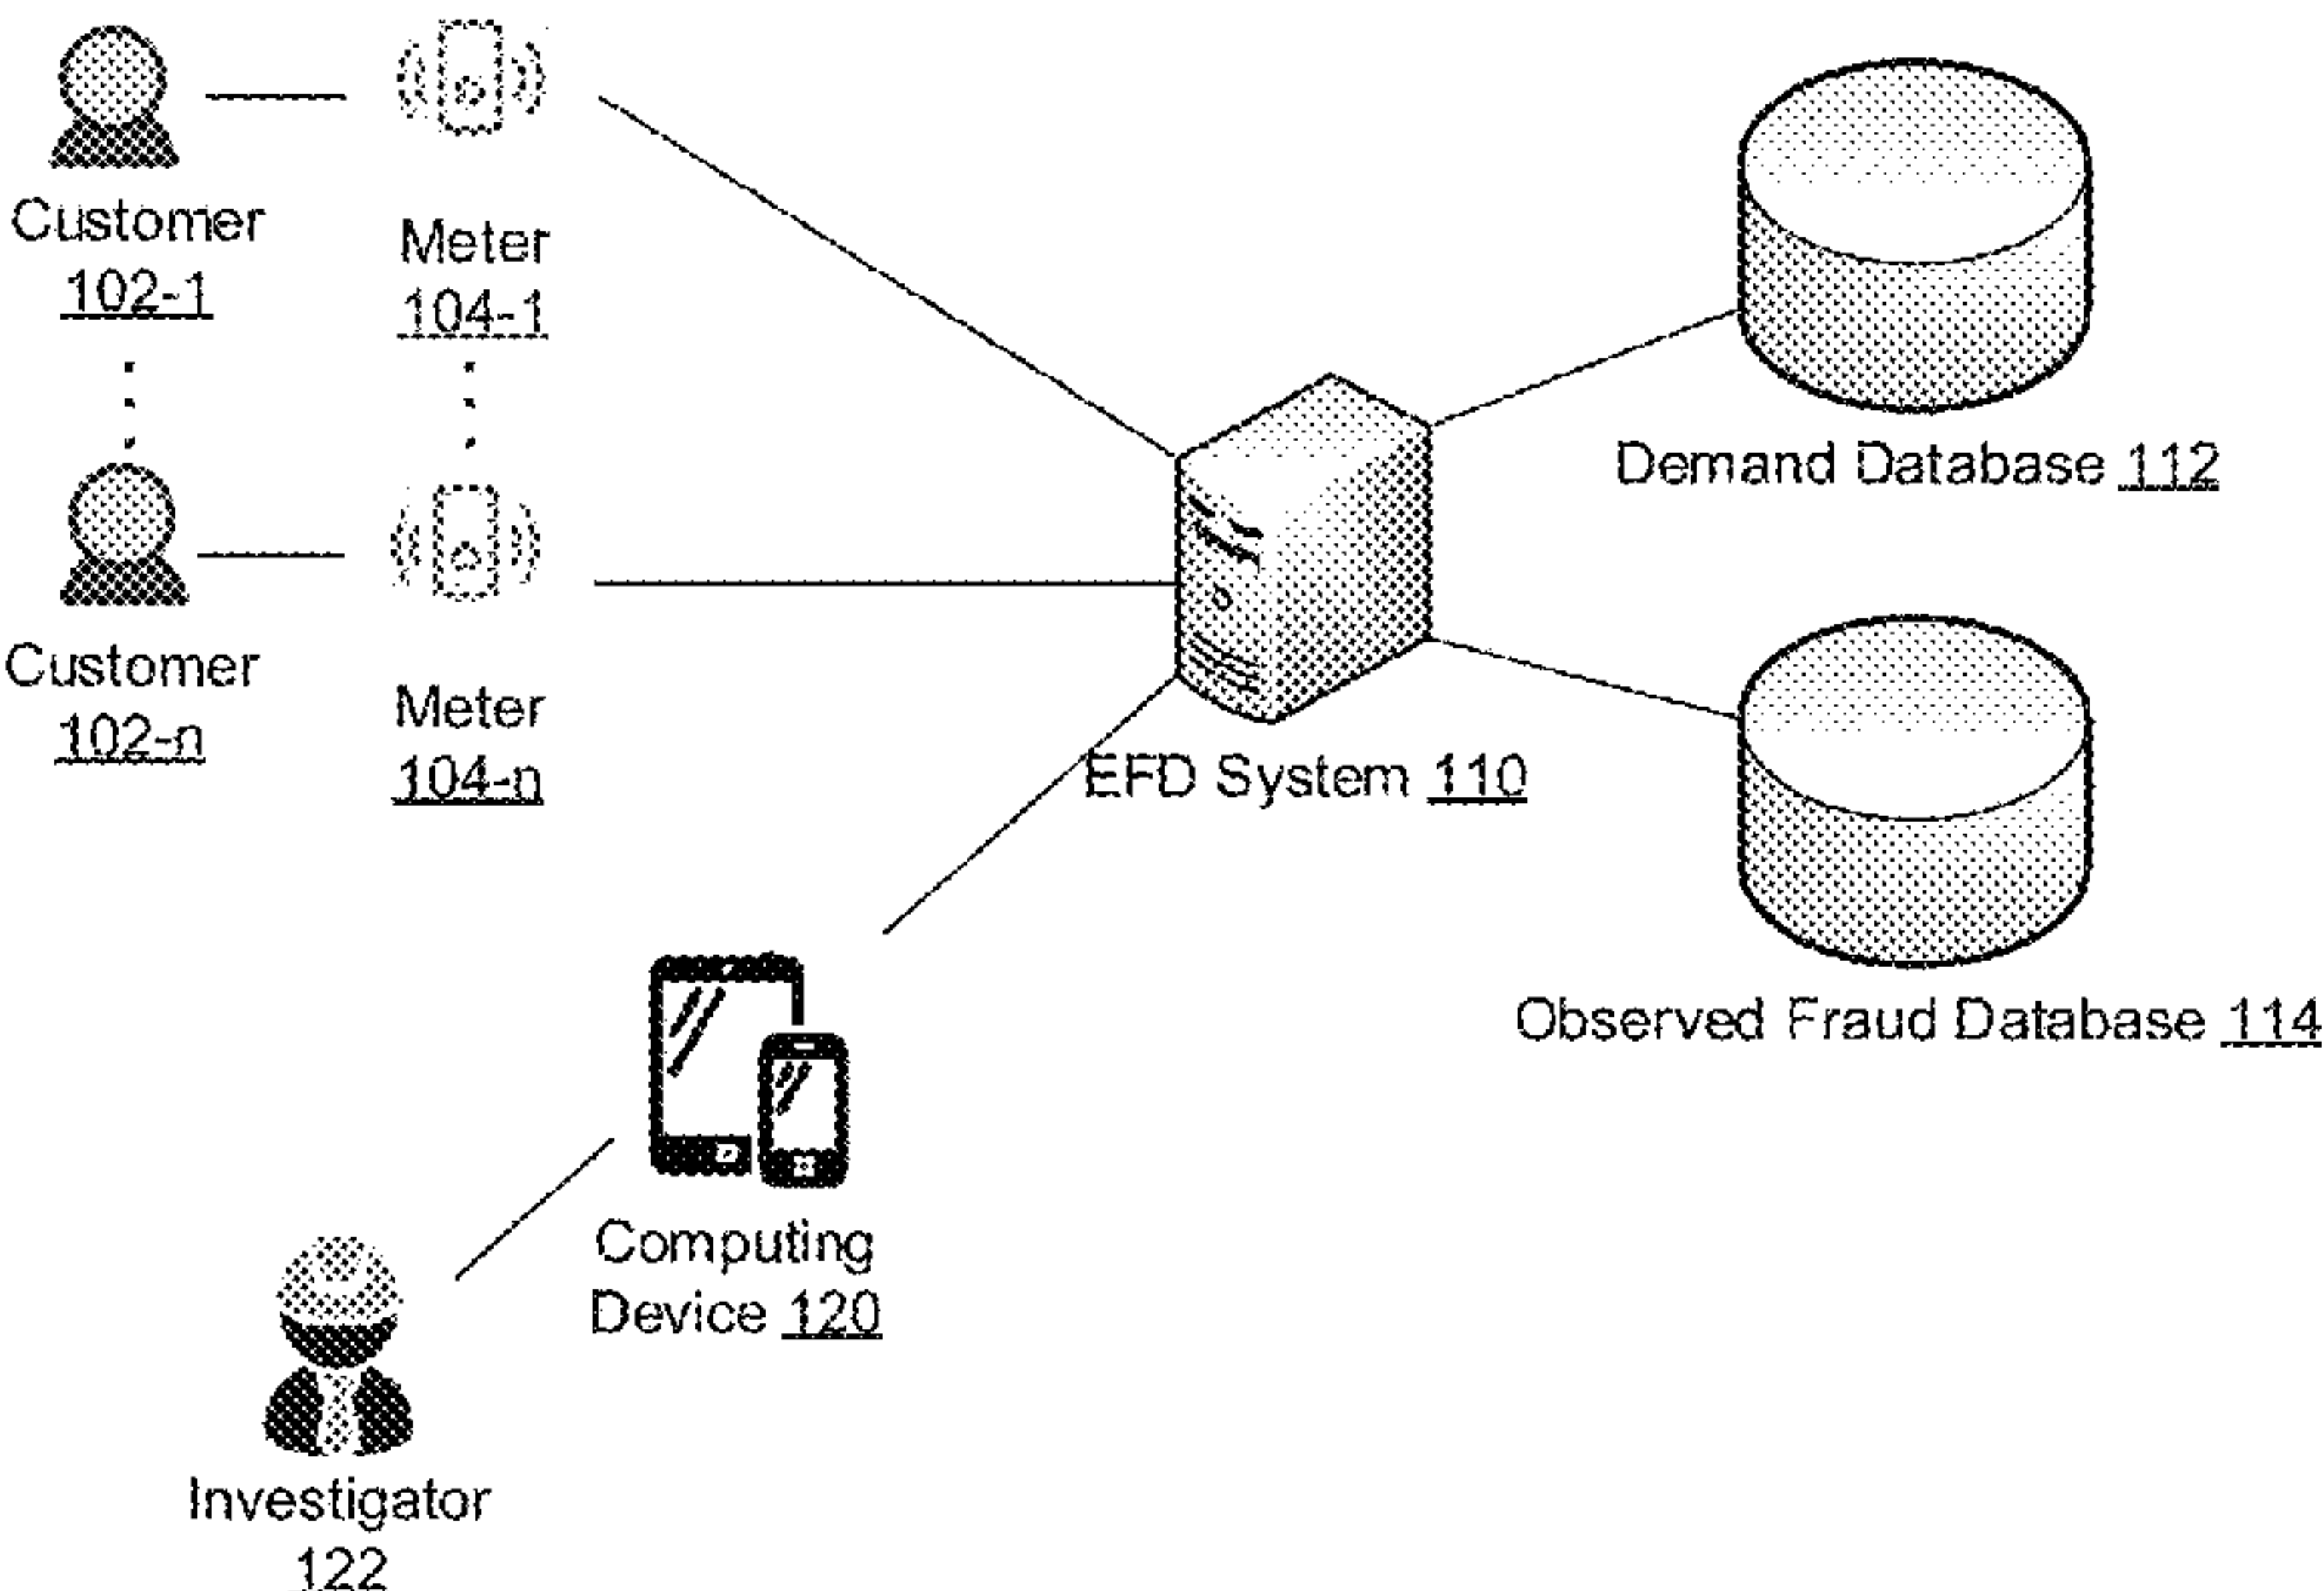 Customer
102-1
Meter
104-1
Demand Database 112
Customer
102-n
Meter
104-n
EFD System 110
Observed Fraud Database 114
Computing
Device 120
Investigator
122